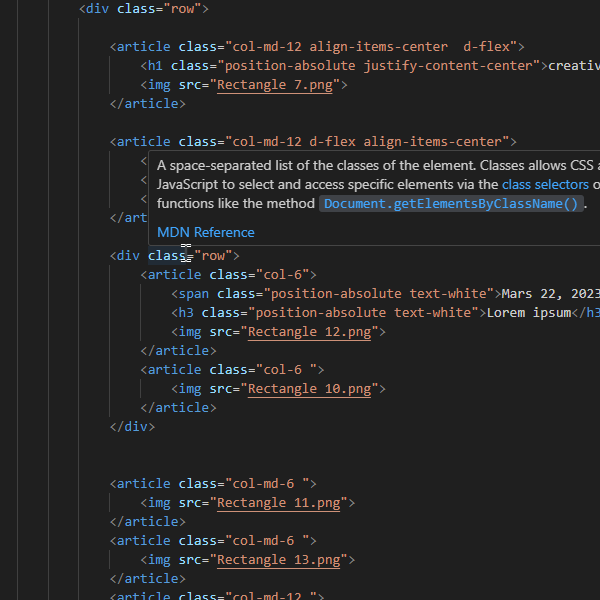 <div class="row">
<article class="col-md-12 align-items-center  d-flex">
<h1 class="position-absolute justify-content-center">creativ
<img src="Rectangle 7.png">
</article>
<article class="col-md-12 d-flex align-items-center">
<
A space-separated list of the classes of the element. Classes allows CSS a
<
JavaScript to select and access specific elements via the class selectors o
<
functions like the method Document.getElementsByClassName().
</art
MDN Reference
<div class="row">
<article class="col-6">
<span class="position-absolute text-white">Mars 22, 2023
<h3 class="position-absolute text-white">Lorem ipsum</h3
<img src="Rectangle 12.png">
</article>
<article class="col-6 ">
<img src="Rectangle 10.png">
</article>
</div>
<article class="col-md-6 ">
<img src="Rectangle 11.png">
</article>
<article class="col-md-6 ">
<img src="Rectangle 13.png">
</article>
<article class="col-md-12 ">